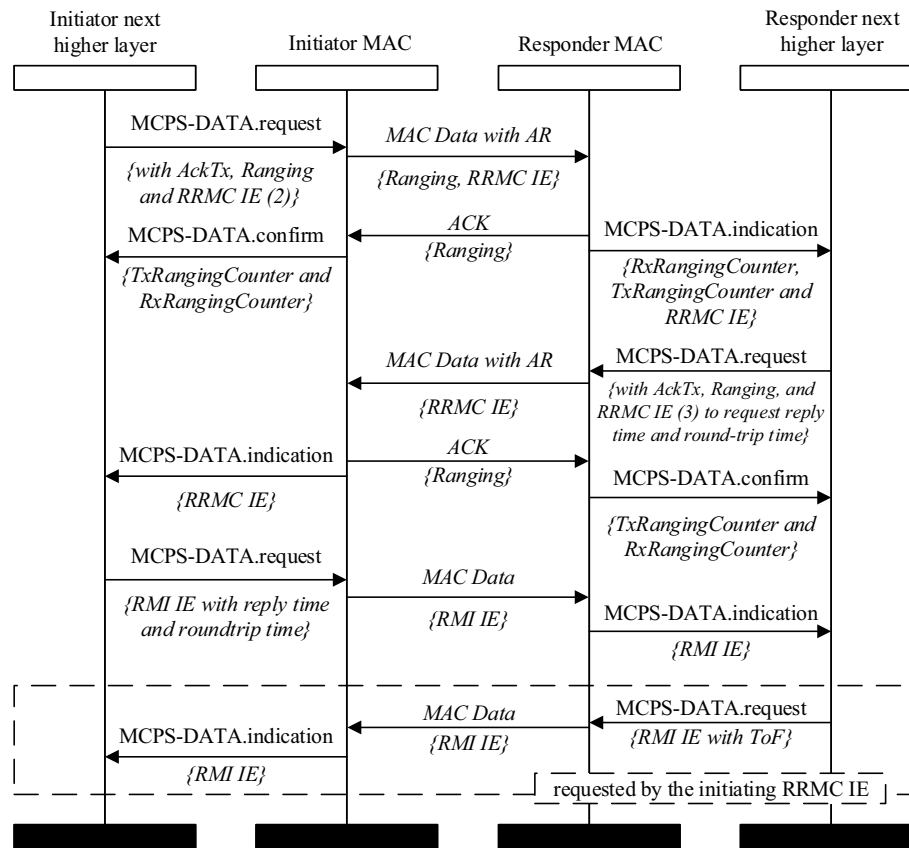 Initiator next
higher layer
Initiator MAC
Responder MAC
Responder next
higher layer
MCPS-DATA.request
{with AckTx, Ranging
and RRMC IE (2)}
MAC Data with AR
{Ranging, RRMC IE}
ACK
{Ranging}
MCPS-DATA.confirm
{TxRangingCounter and
RxRangingCounter}
MCPS-DATA.indication
{RxRangingCounter,
TxRangingCounter and
RRMC IE}
MCPS-DATA.request
{with AckTx, Ranging, and
RRMC IE (3) to request reply
time and round-trip time}
MAC Data with AR
{RRMC IE}
ACK
{Ranging}
MCPS-DATA.indication
{RRMC IE}
MCPS-DATA.confirm
{TxRangingCounter and
RxRangingCounter}
MCPS-DATA.request
{RMI IE with reply time
and roundtrip time}
MAC Data
{RMI IE}
MCPS-DATA.indication
{RMI IE}
MCPS-DATA.request
{RMI IE with ToF}
MAC Data
{RMI IE}
MCPS-DATA.indication
{RMI IE}
requested by the initiating RRMC IE